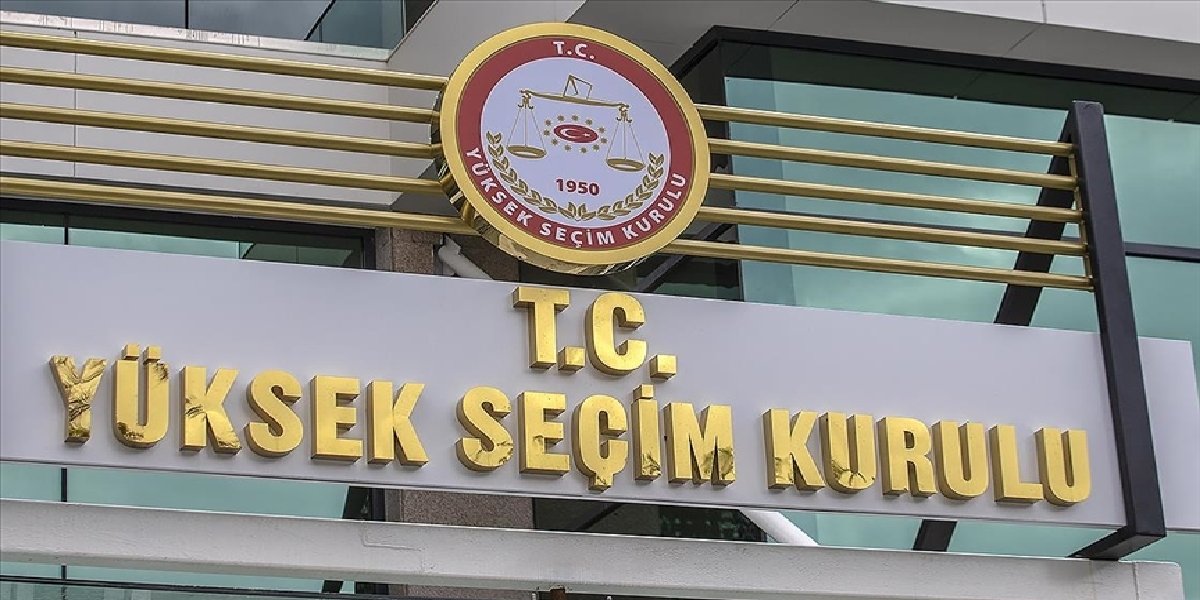 T.C.
1950
YÜKSEK SEÇİM KURULU
T.C.
YÜKSEK SEÇİM KURULU